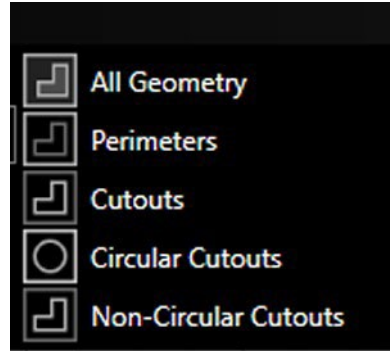 All Geometry
Perimeters
Cutouts
Circular Cutouts
Non-Circular Cutouts